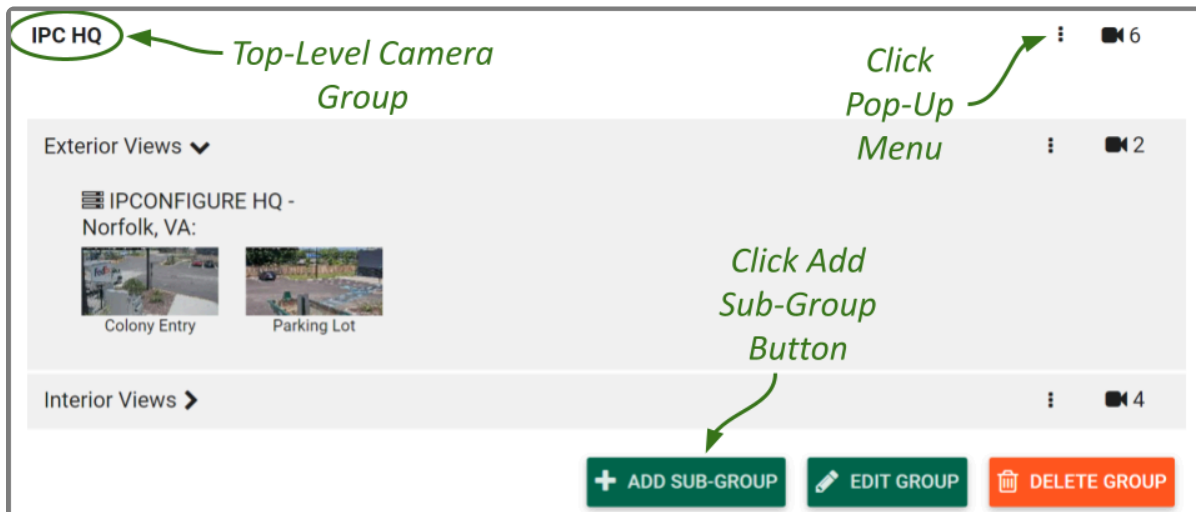 IPC HQ
Top-Level Camera
Group
Click
Pop-Up
Menu
6
Exterior Views
2
IPCONFIGURE HQ -
Norfolk, VA:
Colony Entry
Parking Lot
Click Add
Sub-Group
Button
Interior Views
4
ADD SUB-GROUP
EDIT GROUP
DELETE GROUP